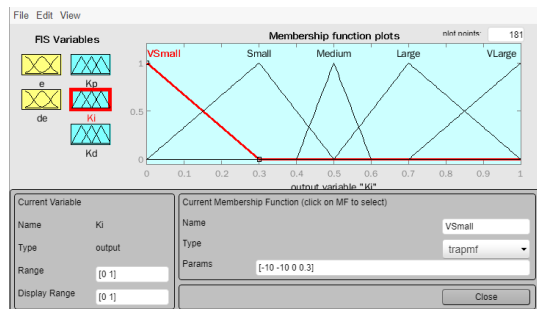 File Edit View
FIS Variables
Membership function plots
plot points:
181
VSmall
Small
Medium
Large
VLarge
e
Kp
de
Ki
Kd
1
0.5
0
0
0.1
0.2
0.3
0.4
0.5
0.6
0.7
0.8
0.9
1
output variable "Ki"
Current Variable
Name
Ki
Type
output
Range
[0 1]
Display Range
[0 1]
Current Membership Function (click on MF to select)
Name
VSmall
Type
trapmf
Params
[-10 -10 0 0.3]
Close